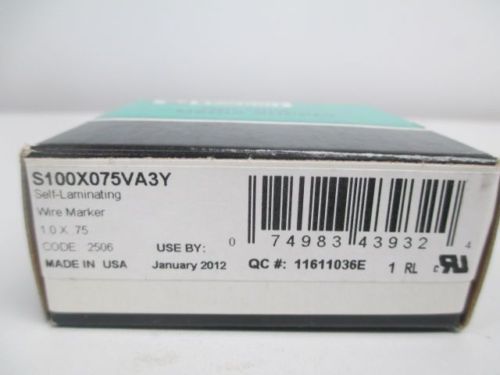 S100X075VA3Y
Self-Laminating
Wire Marker
1.0 X .75
CODE: 2506
MADE IN USA
USE BY:
January 2012
0 74983 43932 4
QC #: 11611036E
1 RL